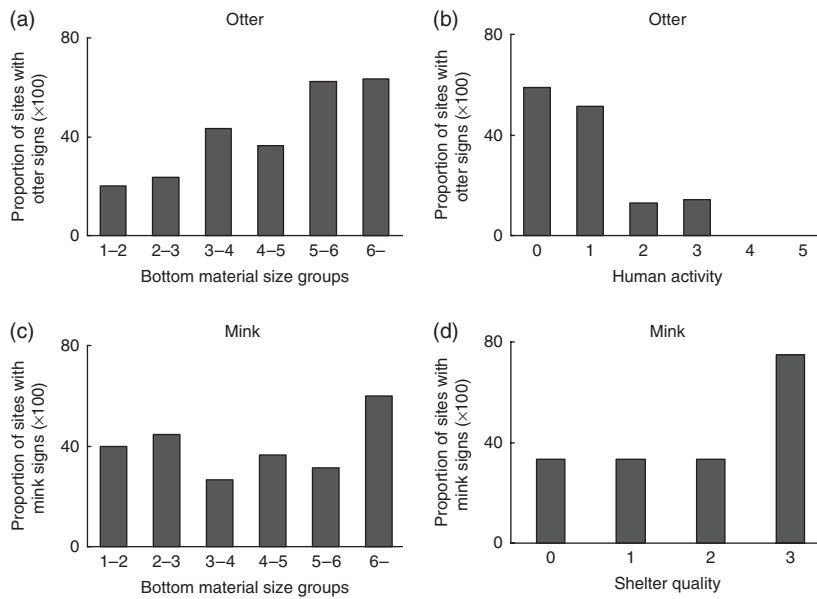 (a)
Otter
Proportion of sites with
otter signs (×100)
80
40
0
1–2 2–3 3–4 4–5 5–6 6–
Bottom material size groups
(b)
Otter
Proportion of sites with
otter signs (×100)
80
40
0
0 1 2 3 4 5
Human activity
(c)
Mink
Proportion of sites with
mink signs (×100)
80
40
0
1–2 2–3 3–4 4–5 5–6 6–
Bottom material size groups
(d)
Mink
Proportion of sites with
mink signs (×100)
80
40
0
0 1 2 3
Shelter quality